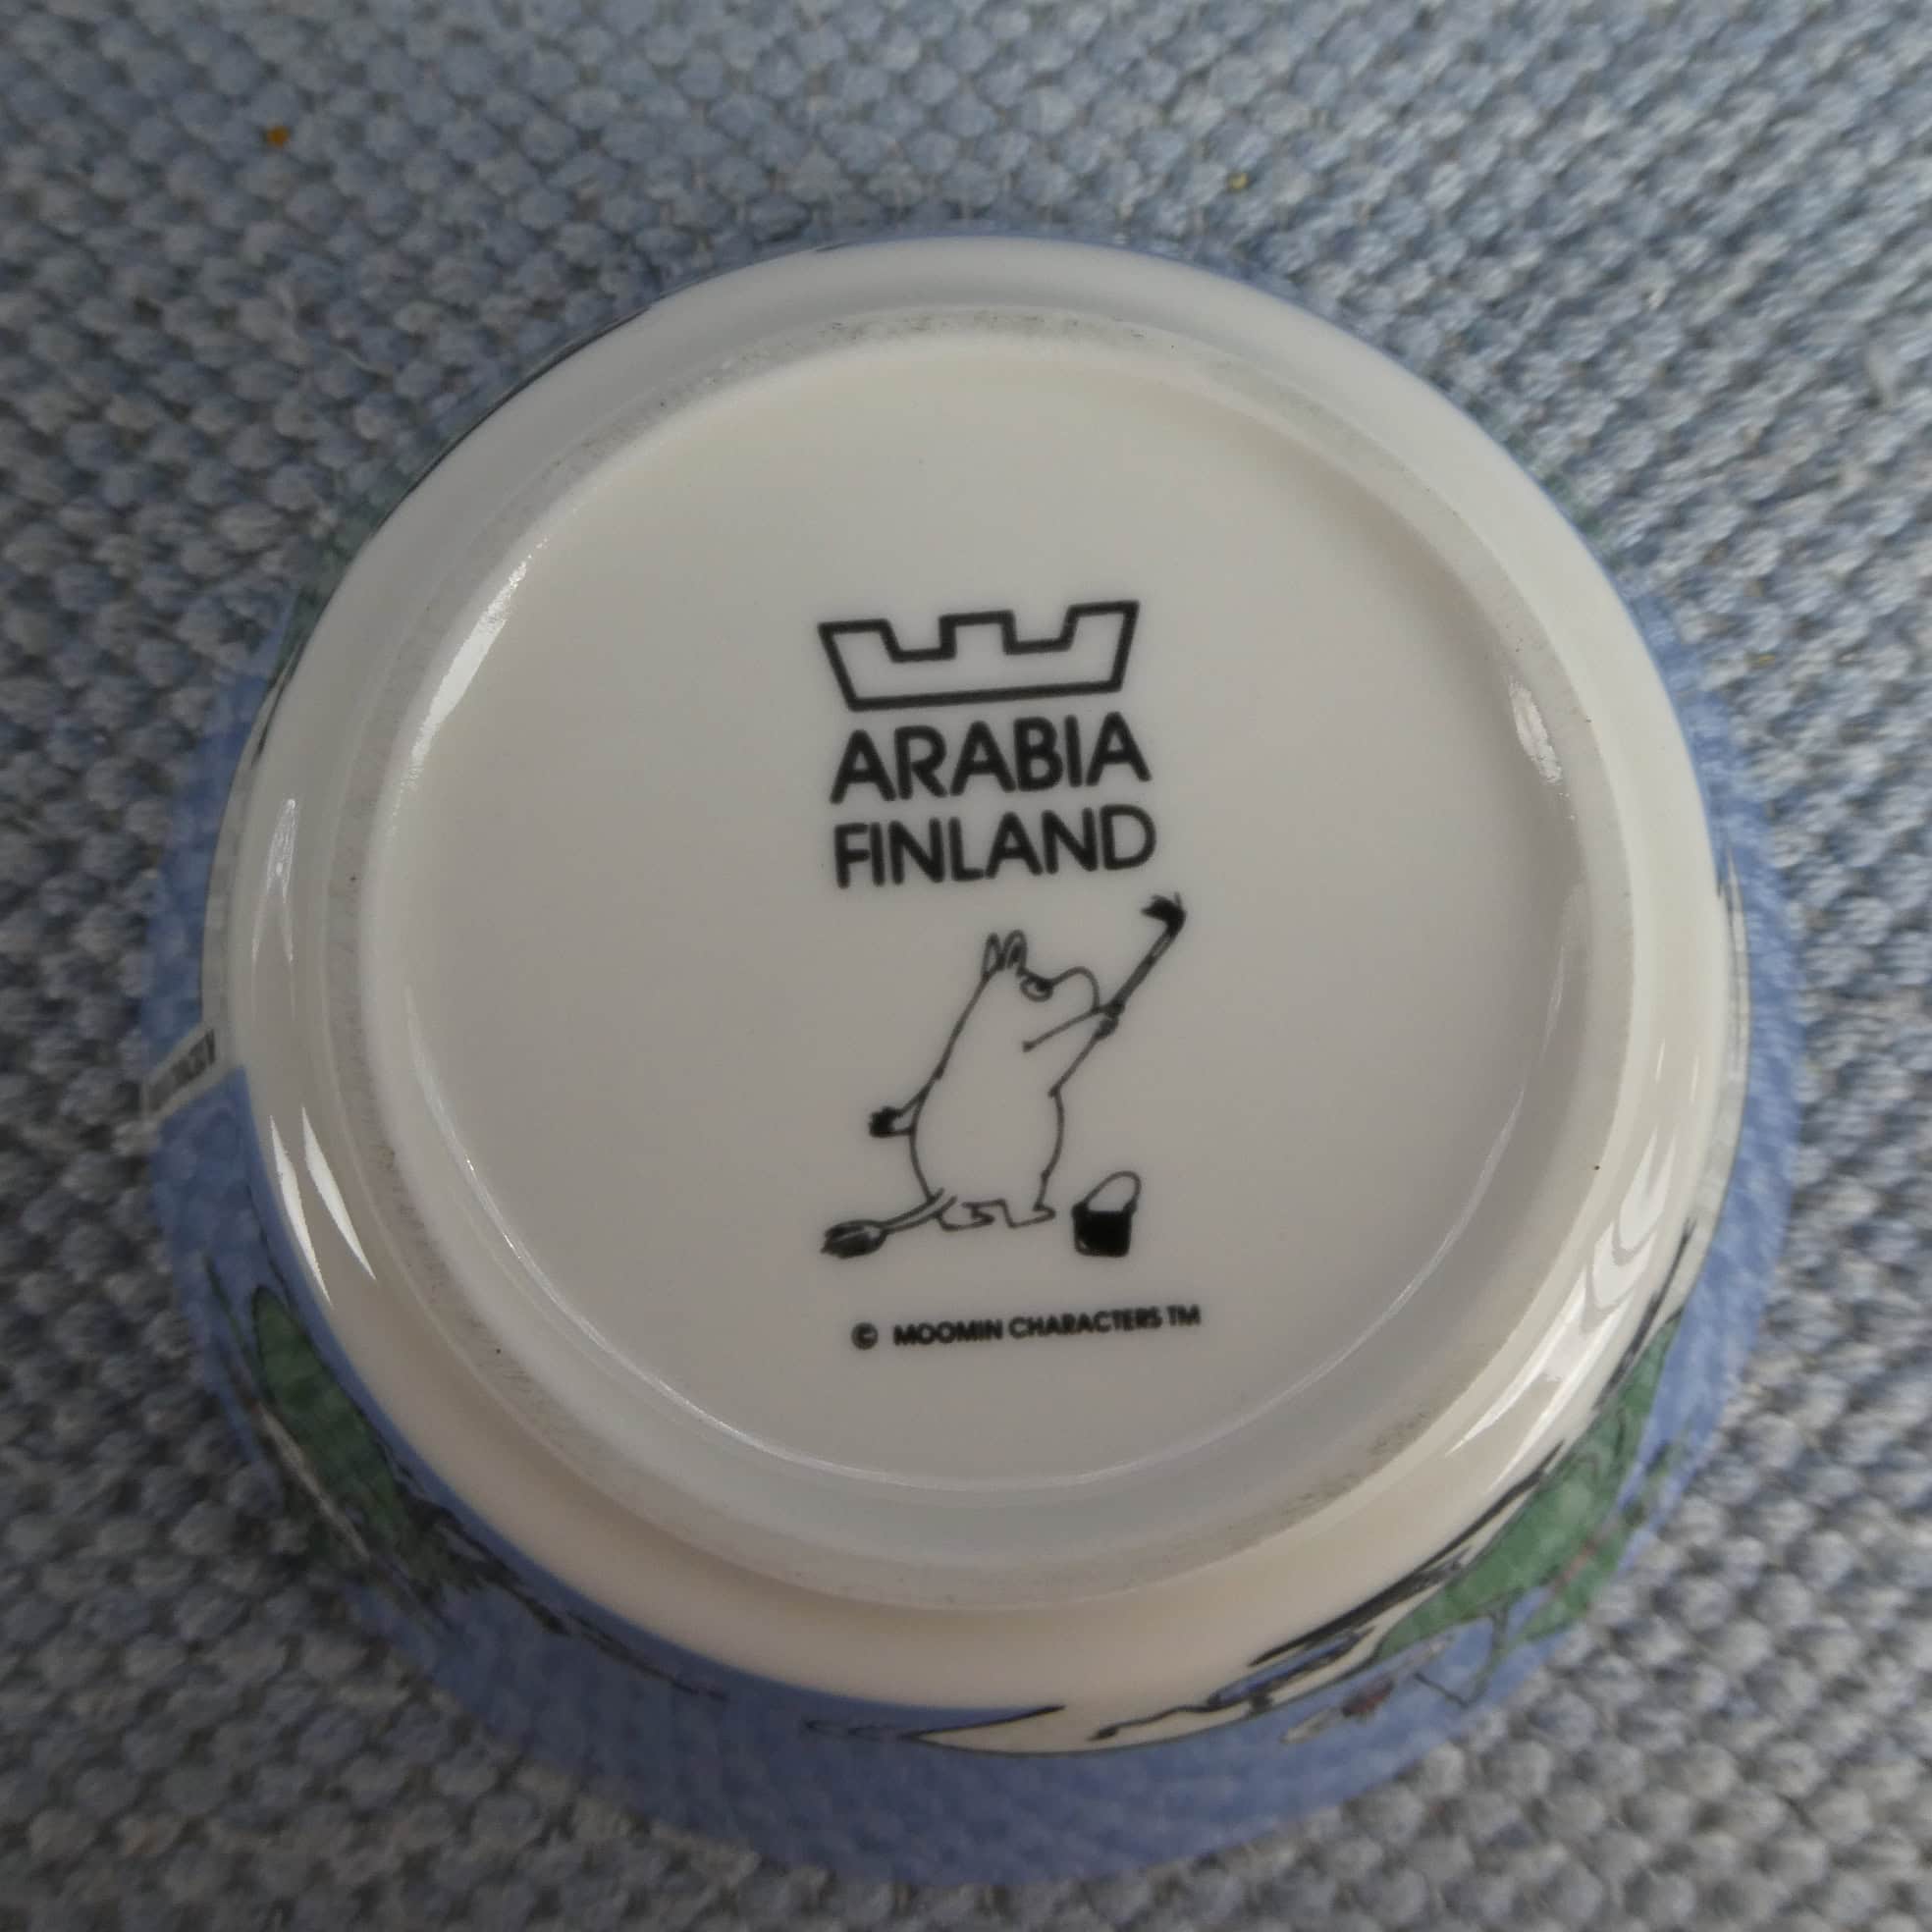 ARABIA
FINLAND
© MOOMIN CHARACTERS TM